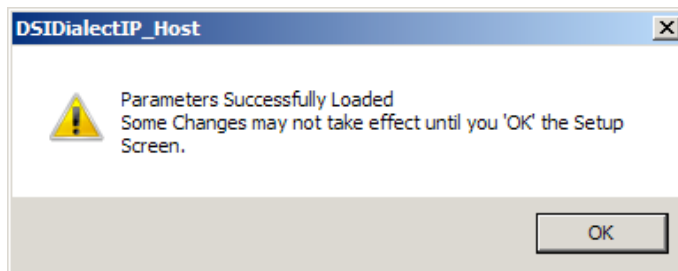 DSIDialectIP_Host
Parameters Successfully Loaded
Some Changes may not take effect until you 'OK' the Setup
Screen.
OK